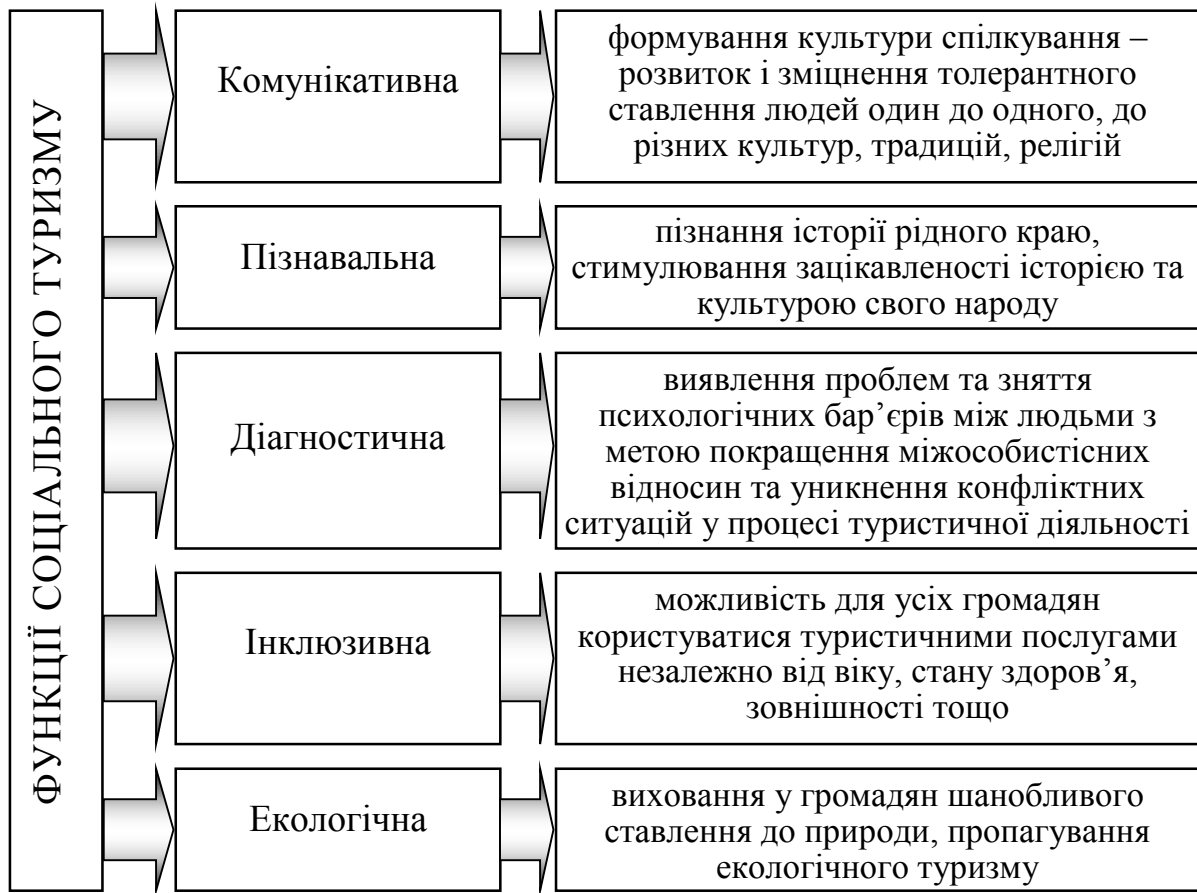 ФУНКЦІЇ СОЦІАЛЬНОГО ТУРИЗМУ
Комунікативна
формування культури спілкування –
розвиток і зміцнення толерантного
ставлення людей один до одного, до
різних культур, традицій, релігій
Пізнавальна
пізнання історії рідного краю,
стимулювання зацікавленості історією та
культурою свого народу
Діагностична
виявлення проблем та зняття
психологічних бар’єрів між людьми з
метою покращення міжособистісних
відносин та уникнення конфліктних
ситуацій у процесі туристичної діяльності
Інклюзивна
можливість для усіх громадян
користуватися туристичними послугами
незалежно від віку, стану здоров’я,
зовнішності тощо
Екологічна
виховання у громадян шанобливого
ставлення до природи, пропагування
екологічного туризму